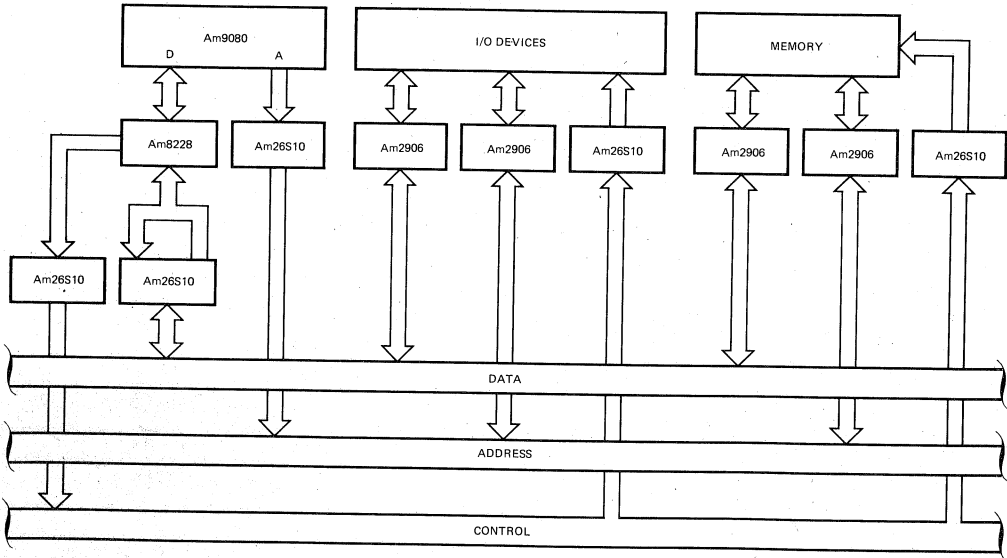 Am9080
D
A
I/O DEVICES
MEMORY
Am8228
Am26S10
Am2906
Am2906
Am26S10
Am2906
Am2906
Am26S10
Am26S10
Am26S10
DATA
ADDRESS
CONTROL